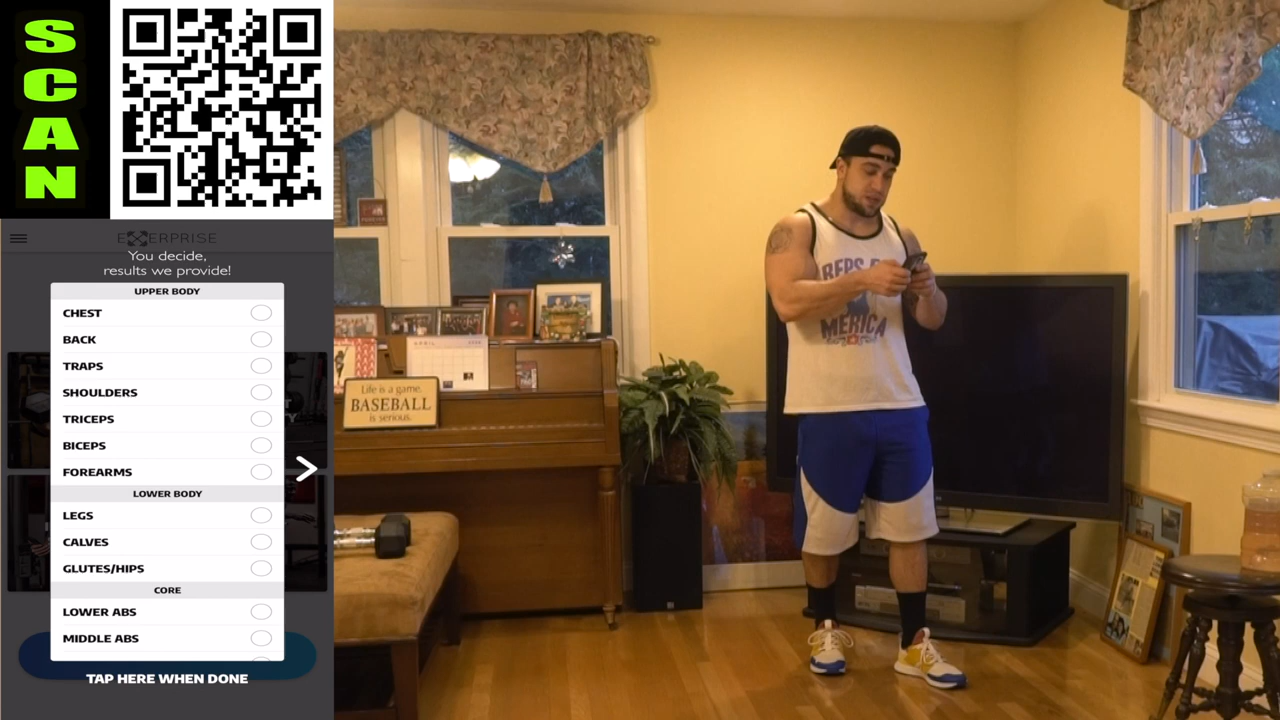 SCAN
EXERPRISE
You decide,
results we provide!
UPPER BODY
CHEST
BACK
TRAPS
SHOULDERS
TRICEPS
BICEPS
FOREARMS
LOWER BODY
LEGS
CALVES
GLUTES/HIPS
CORE
LOWER ABS
MIDDLE ABS
TAP HERE WHEN DONE
APRIL
Life is a game.
BASEBALL
is serious.
REPS
MERICA